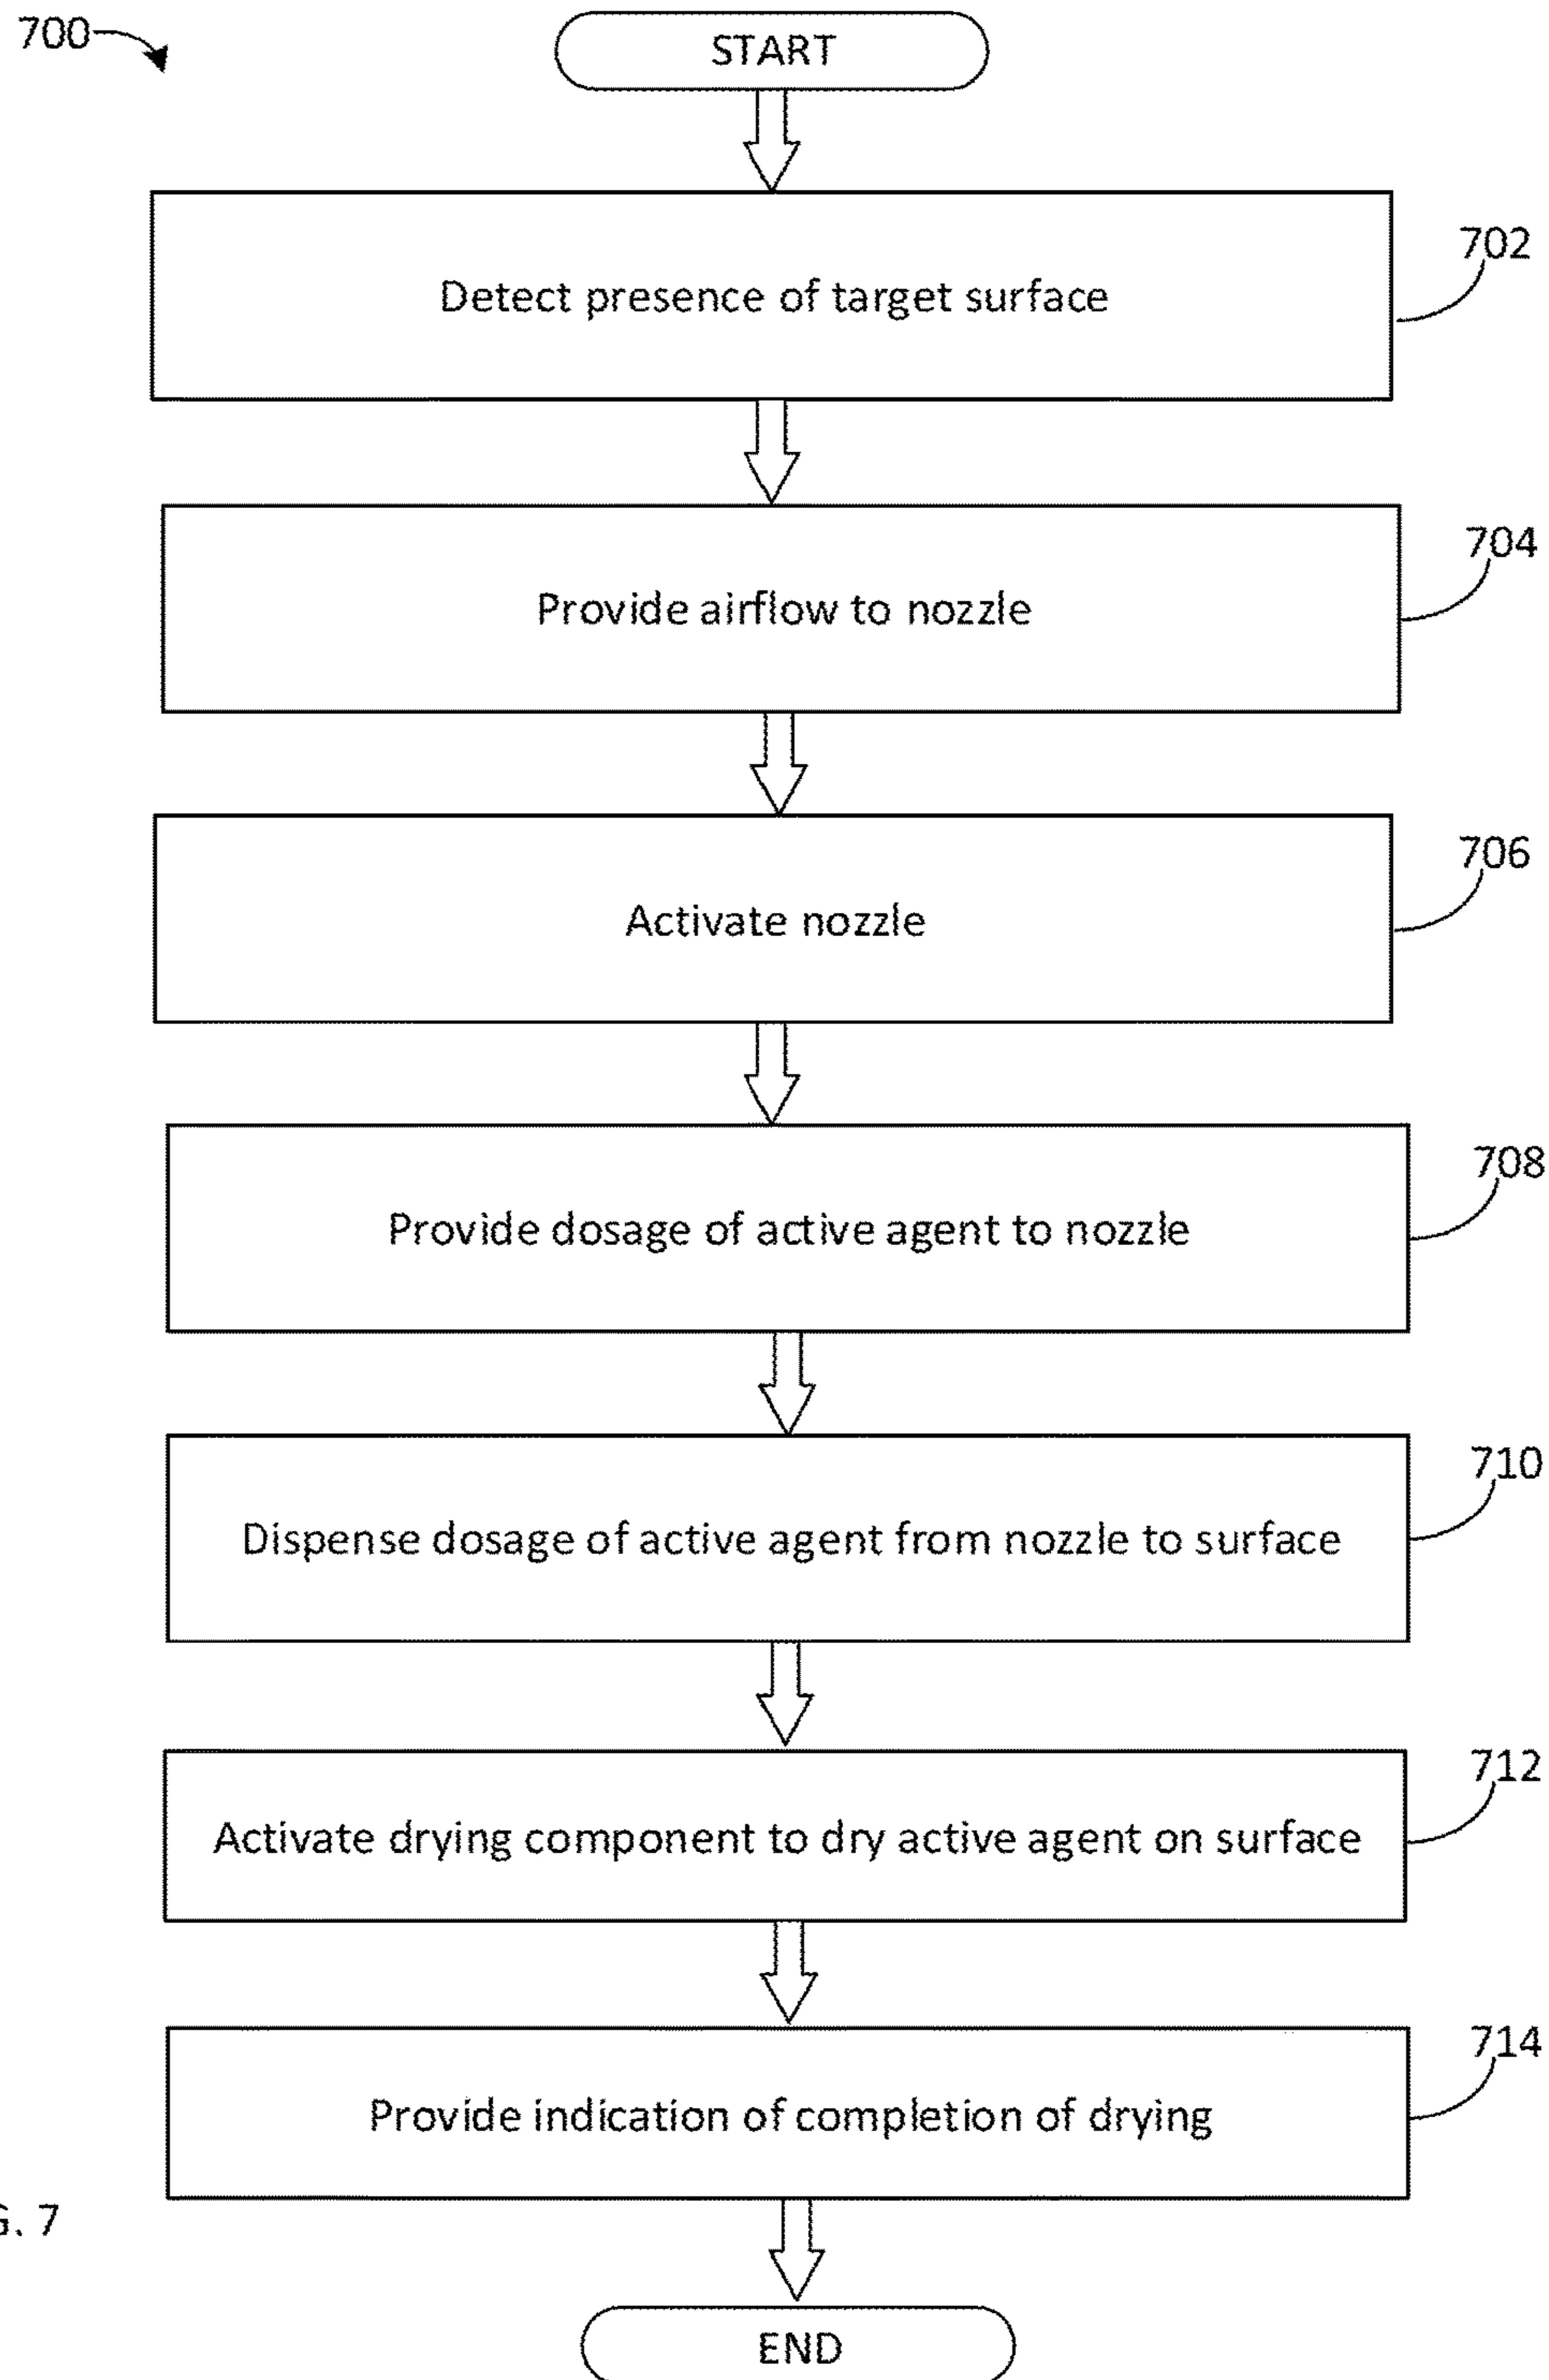 700
START
702
Detect presence of target surface
704
Provide airflow to nozzle
706
Activate nozzle
708
Provide dosage of active agent to nozzle
710
Dispense dosage of active agent from nozzle to surface
712
Activate drying component to dry active agent on surface
714
Provide indication of completion of drying
G. 7
END